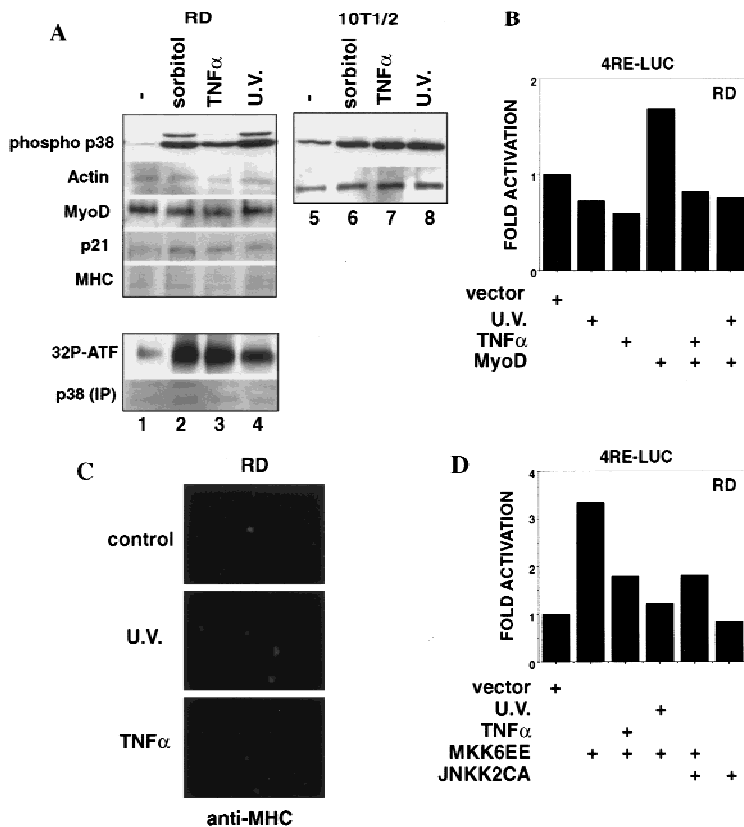 A
RD
10T1/2
- sorbitol TNFα U.V.
- sorbitol TNFα U.V.
phospho p38
Actin
MyoD
p21
MHC
5 6 7 8
32P-ATF
p38 (IP)
1 2 3 4
B
4RE-LUC
RD
FOLD ACTIVATION
2
1
0
vector +
U.V. + +
TNFα + +
MyoD + + +
C
RD
control
U.V.
TNFα
anti-MHC
D
4RE-LUC
RD
FOLD ACTIVATION
4
3
2
1
0
vector +
U.V. +
TNFα +
MKK6EE + + + +
JNKK2CA + +